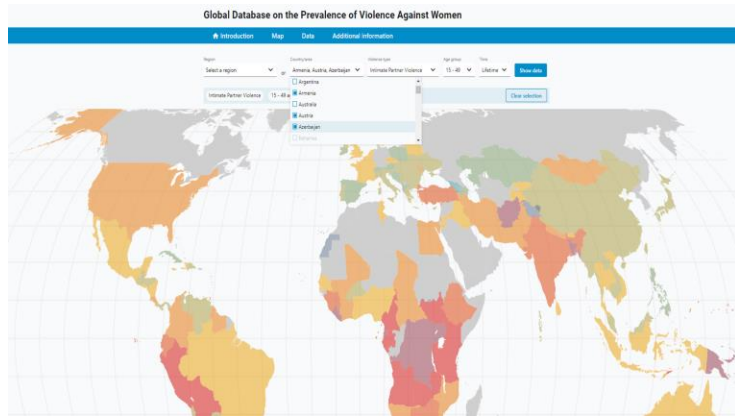 Global Database on the Prevalence of Violence Against Women
Introduction Map Data Additional information
Region
Select a region
or
Armenia, Austria, Azerbaijan
Violence type
Intimate Partner Violence
Age group
15 - 49
Time
Lifetime
Show data
Intimate Partner Violence
Clear selection
Argentina
Armenia
Australia
Austria
Azerbaijan